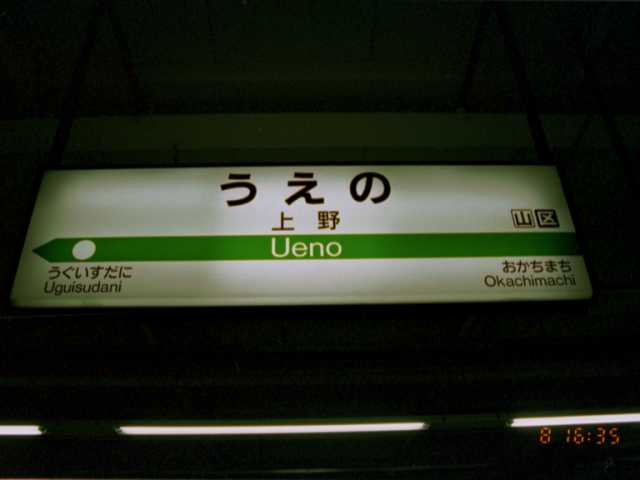 うえの
上野
山区
Ueno
うぐいすだに
Uguisudani
おかちまち
Okachimachi
8 16:35